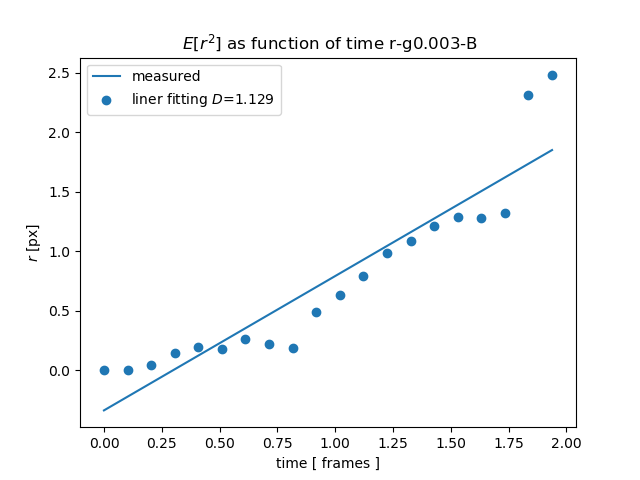 E[r²] as function of time r-g0.003-B
measured
liner fitting D=1.129
2.5
2.0
1.5
1.0
0.5
0.0
r [px]
0.00 0.25 0.50 0.75 1.00 1.25 1.50 1.75 2.00
time [ frames ]